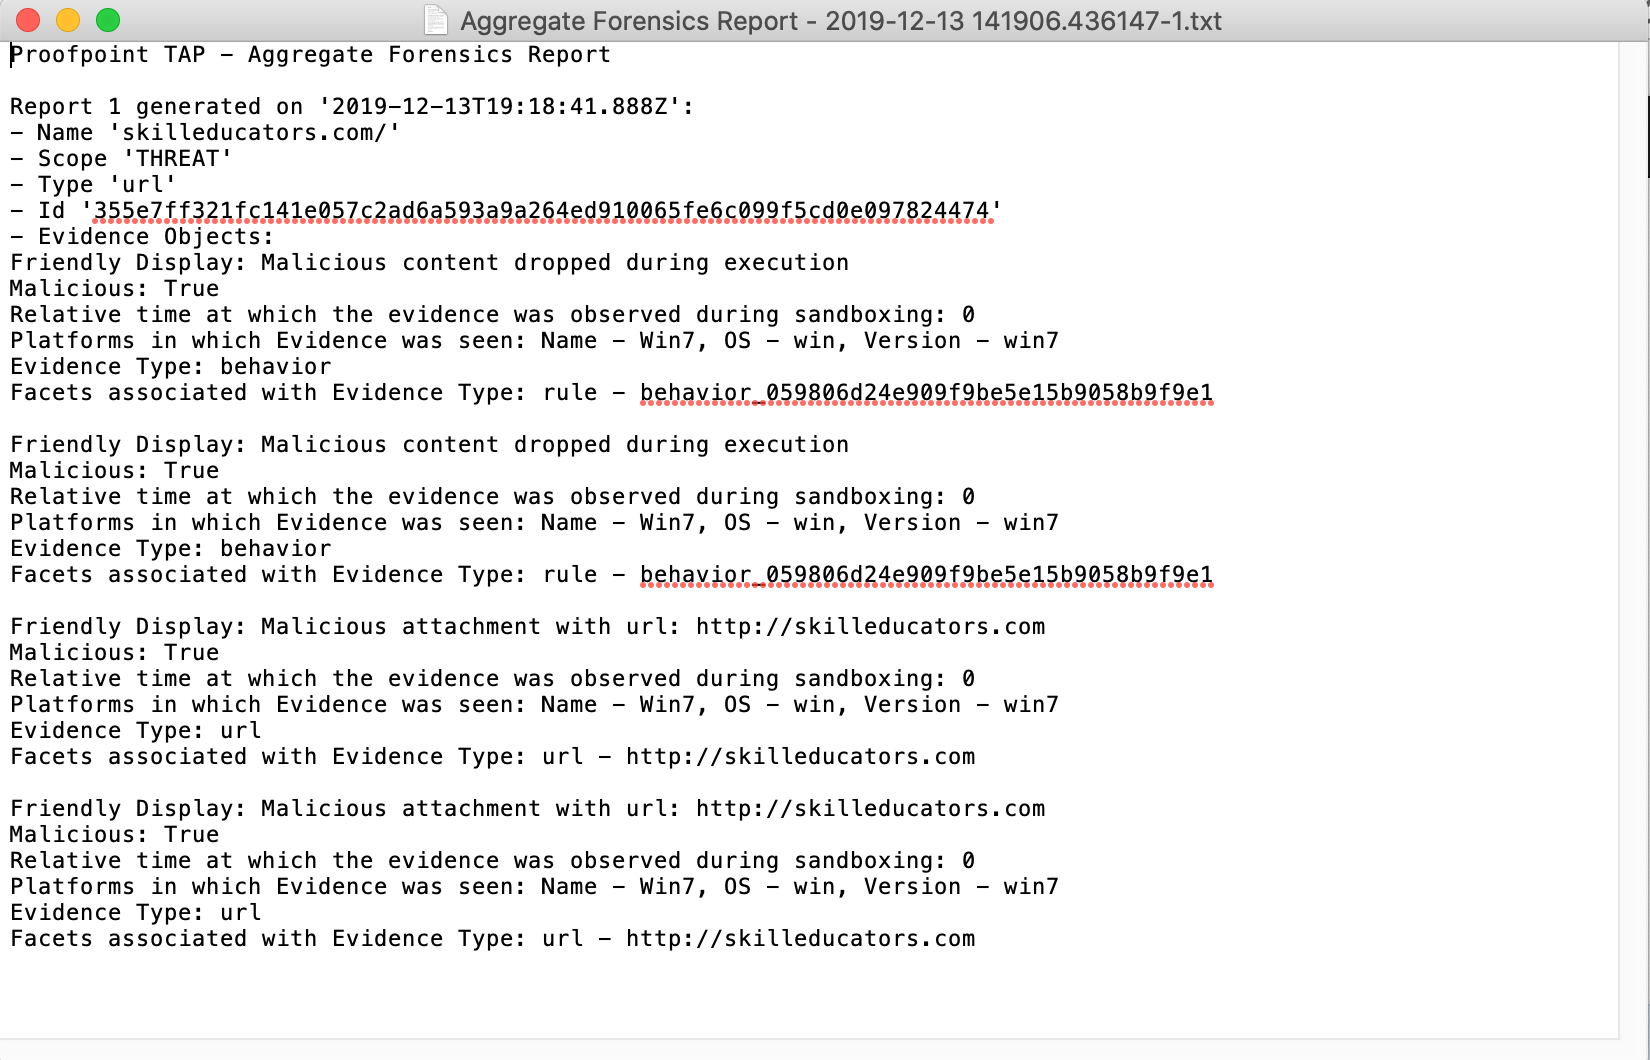 Aggregate Forensics Report - 2019-12-13 141906.436147-1.txt
Proofpoint TAP – Aggregate Forensics Report
Report 1 generated on '2019–12–13T19:18:41.888Z':
– Name 'skilleducators.com/'
– Scope 'THREAT'
– Type 'url'
– Id '355e7ff321fc141e057c2ad6a593a9a264ed910065fe6c099f5cd0e097824474'
– Evidence Objects:
Friendly Display: Malicious content dropped during execution
Malicious: True
Relative time at which the evidence was observed during sandboxing: 0
Platforms in which Evidence was seen: Name – Win7, OS – win, Version – win7
Evidence Type: behavior
Facets associated with Evidence Type: rule – behavior_059806d24e909f9be5e15b9058b9f9e1
Friendly Display: Malicious content dropped during execution
Malicious: True
Relative time at which the evidence was observed during sandboxing: 0
Platforms in which Evidence was seen: Name – Win7, OS – win, Version – win7
Evidence Type: behavior
Facets associated with Evidence Type: rule – behavior_059806d24e909f9be5e15b9058b9f9e1
Friendly Display: Malicious attachment with url: http://skilleducators.com
Malicious: True
Relative time at which the evidence was observed during sandboxing: 0
Platforms in which Evidence was seen: Name – Win7, OS – win, Version – win7
Evidence Type: url
Facets associated with Evidence Type: url – http://skilleducators.com
Friendly Display: Malicious attachment with url: http://skilleducators.com
Malicious: True
Relative time at which the evidence was observed during sandboxing: 0
Platforms in which Evidence was seen: Name – Win7, OS – win, Version – win7
Evidence Type: url
Facets associated with Evidence Type: url – http://skilleducators.com